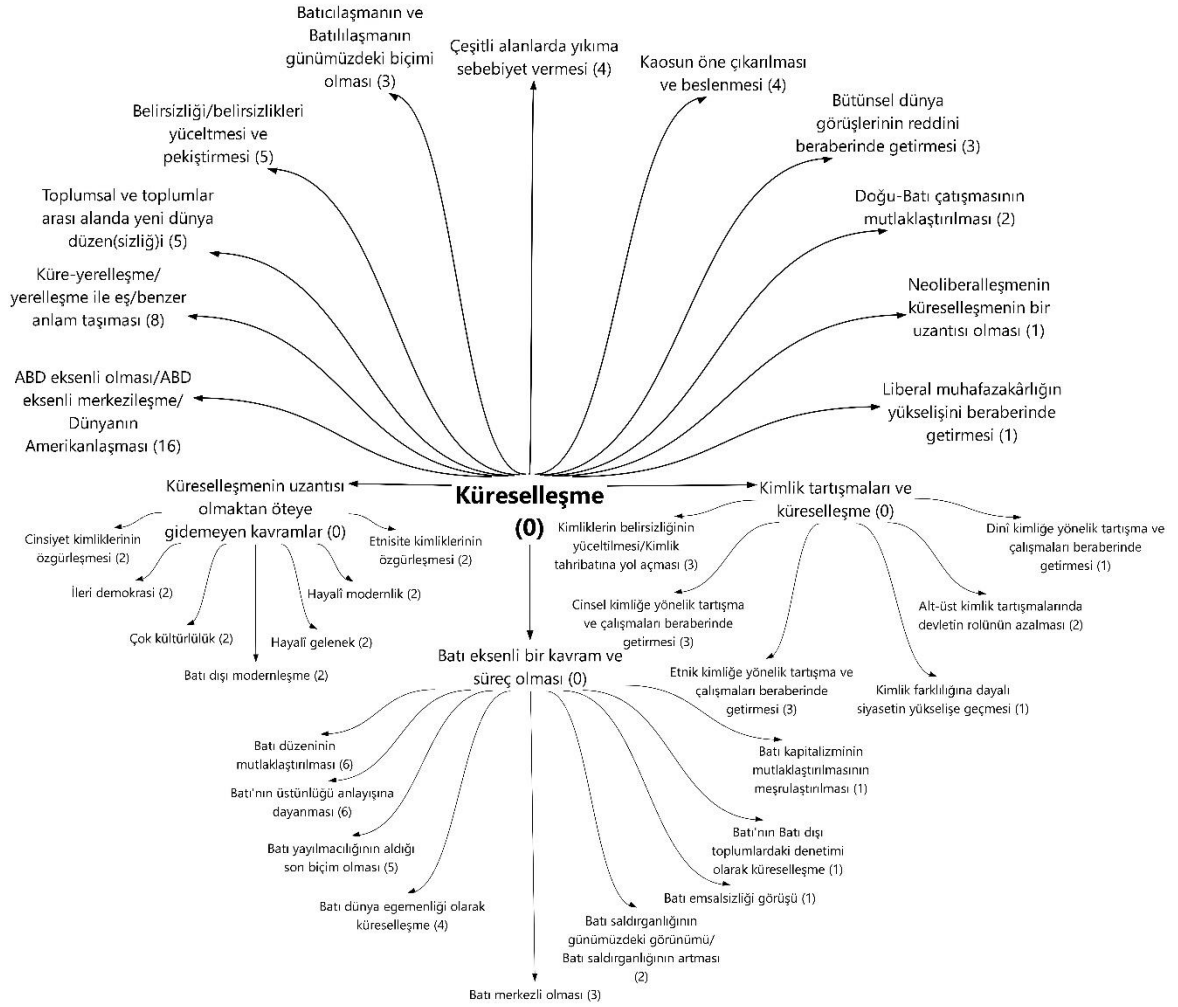 Batıcılaşmanın ve
Batılılaşmanın
günümüzdeki biçimi
olması (3)
Çeşitli alanlarda yıkıma
sebebiyet vermesi (4)
Kaosun öne çıkarılması
ve beslenmesi (4)
Belirsizliği/belirsizlikleri
yüceltmesi ve
pekiştirmesi (5)
Bütünsel dünya
görüşlerinin reddini
beraberinde getirmesi (3)
Toplumsal ve toplumlar
arası alanda yeni dünya
düzen(sizliğ)i (5)
Doğu-Batı çatışmasının
mutlaklaştırılması (2)
Küre-yerelleşme/
yerelleşme ile eş/benzer
anlam taşıması (8)
Neoliberalleşmenin
küreselleşmenin bir
uzantısı olması (1)
ABD eksenli olması/ABD
eksenli merkezileşme/
Dünyanın
Amerikanlaşması (16)
Liberal muhafazakârlığın
yükselişini beraberinde
getirmesi (1)
Küreselleşme
(0)
Küreselleşmenin uzantısı
olmaktan öteye
gidemeyen kavramlar (0)
Cinsiyet kimliklerinin
özgürleşmesi (2)
Etnisite kimliklerinin
özgürleşmesi (2)
İleri demokrasi (2)
Hayalî modernlik (2)
Çok kültürlülük (2)
Hayalî gelenek (2)
Batı dışı modernleşme (2)
Kimlik tartışmaları ve
küreselleşme (0)
Kimliklerin belirsizliğinin
yüceltilmesi/Kimlik
tahribatına yol açması (3)
Dinî kimliğe yönelik tartışma ve
çalışmaları beraberinde
getirmesi (1)
Cinsel kimliğe yönelik tartışma
ve çalışmaları beraberinde
getirmesi (3)
Alt-üst kimlik tartışmalarında
devletin rolünün azalması (2)
Etnik kimliğe yönelik tartışma ve
çalışmaları beraberinde
getirmesi (3)
Kimlik farklılığına dayalı
siyasetin yükselişe geçmesi (1)
Batı eksenli bir kavram ve
süreç olması (0)
Batı düzeninin
mutlaklaştırılması (6)
Batı'nın üstünlüğü anlayışına
dayanması (6)
Batı yayılmacılığının aldığı
son biçim olması (5)
Batı dünya egemenliği olarak
küreselleşme (4)
Batı merkezli olması (3)
Batı saldırganlığının
günümüzdeki görünümü/
Batı saldırganlığının artması
(2)
Batı emsalsizliği görüşü (1)
Batı'nın Batı dışı
toplumlardaki denetimi
olarak küreselleşme (1)
Batı kapitalizminin
mutlaklaştırılmasının
meşrulaştırılması (1)